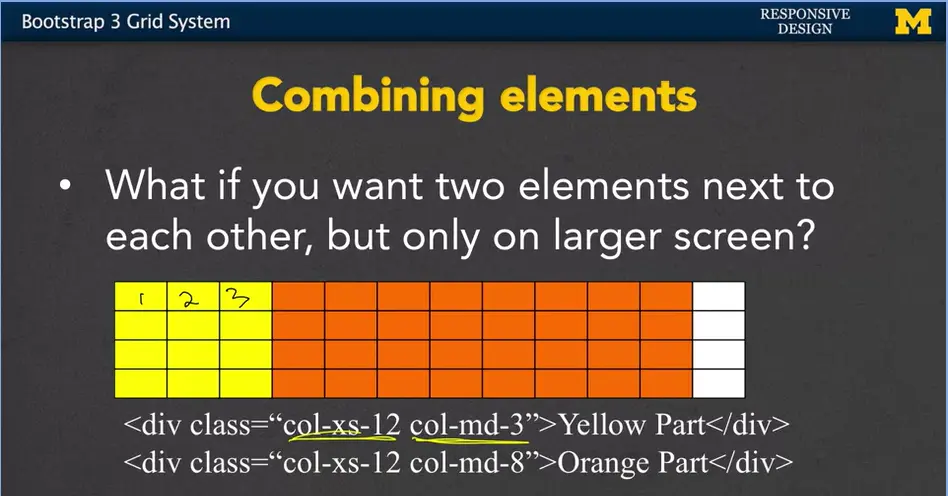 Bootstrap 3 Grid System
RESPONSIVE
DESIGN
M
Combining elements
• What if you want two elements next to
each other, but only on larger screen?
1 2 3
<div class=“col-xs-12 col-md-3”>Yellow Part</div>
<div class=“col-xs-12 col-md-8”>Orange Part</div>